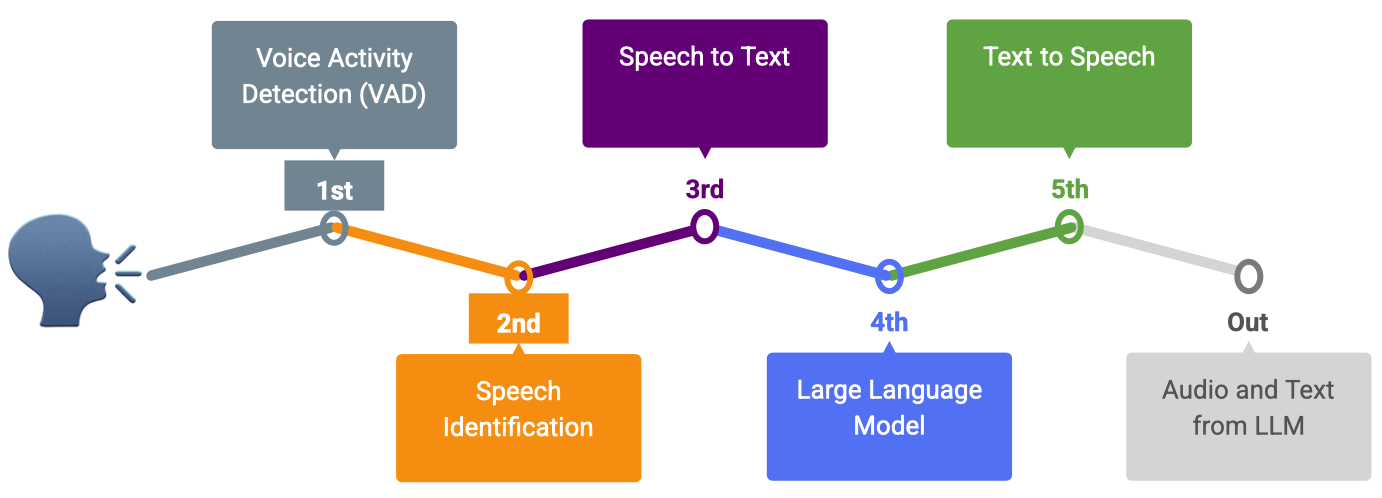 Voice Activity
Detection (VAD)
1st
2nd
Speech
Identification
Speech to Text
3rd
4th
Large Language
Model
Text to Speech
5th
Out
Audio and Text
from LLM